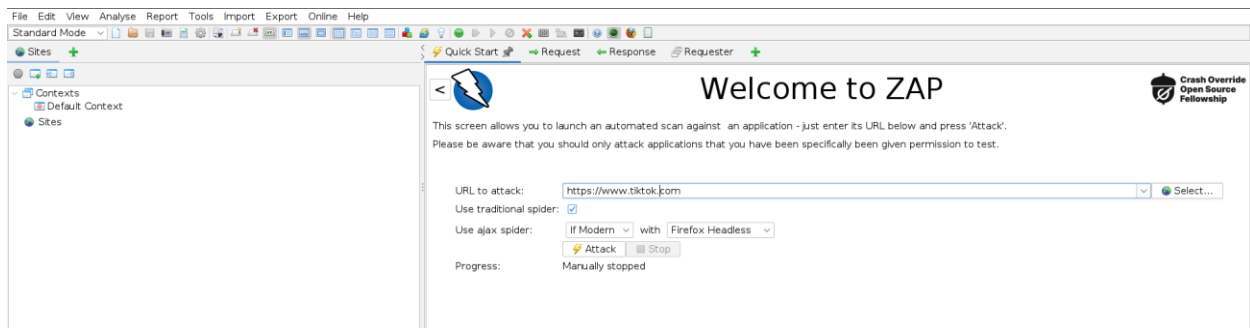 File Edit View Analyse Report Tools Import Export Online Help
Standard Mode
Sites
Quick Start Request Response Requester
Contexts
Default Context
Sites
<
Welcome to ZAP
Crash Override
Open Source
Fellowship
This screen allows you to launch an automated scan against an application - just enter its URL below and press 'Attack'.
Please be aware that you should only attack applications that you have been specifically been given permission to test.
URL to attack: https://www.tiktok.com Select...
Use traditional spider:
Use ajax spider: If Modern with Firefox Headless
Attack Stop
Progress: Manually stopped